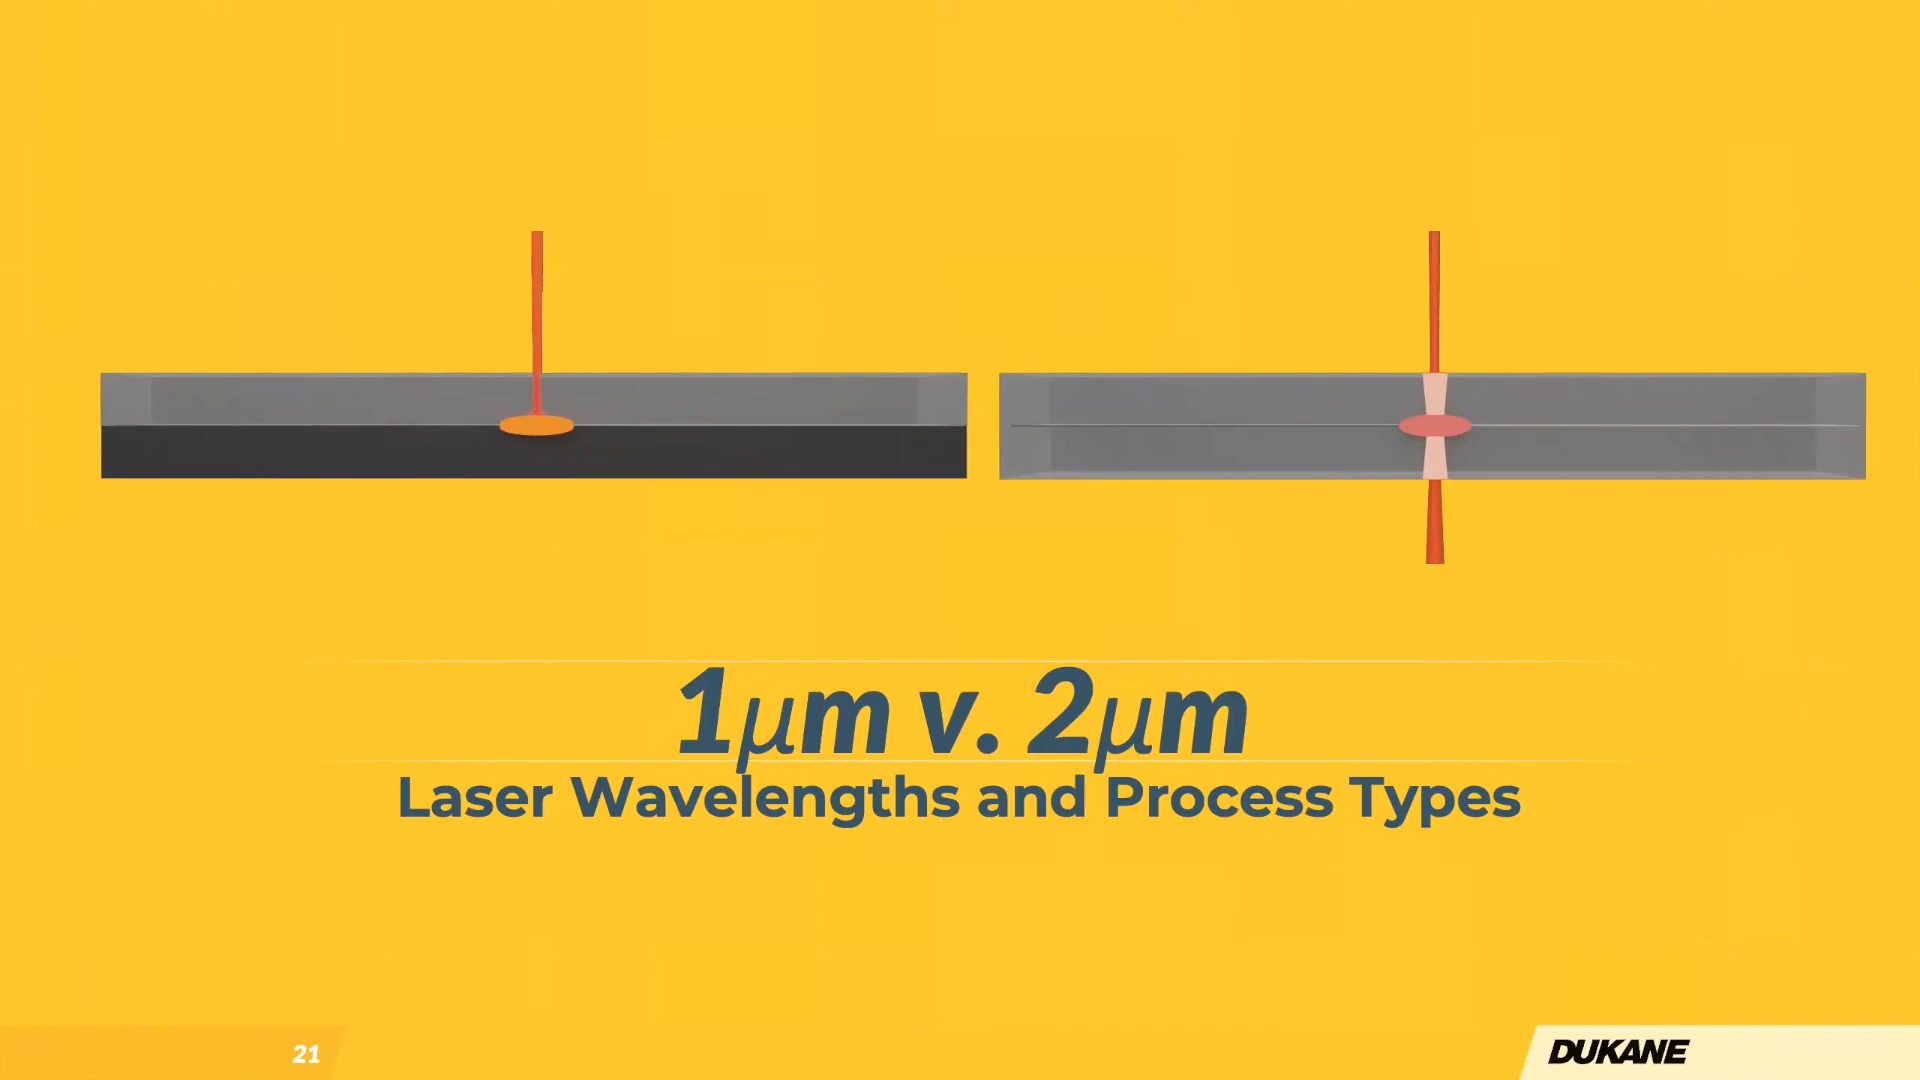 1μm v. 2μm
Laser Wavelengths and Process Types
21
DUKANE